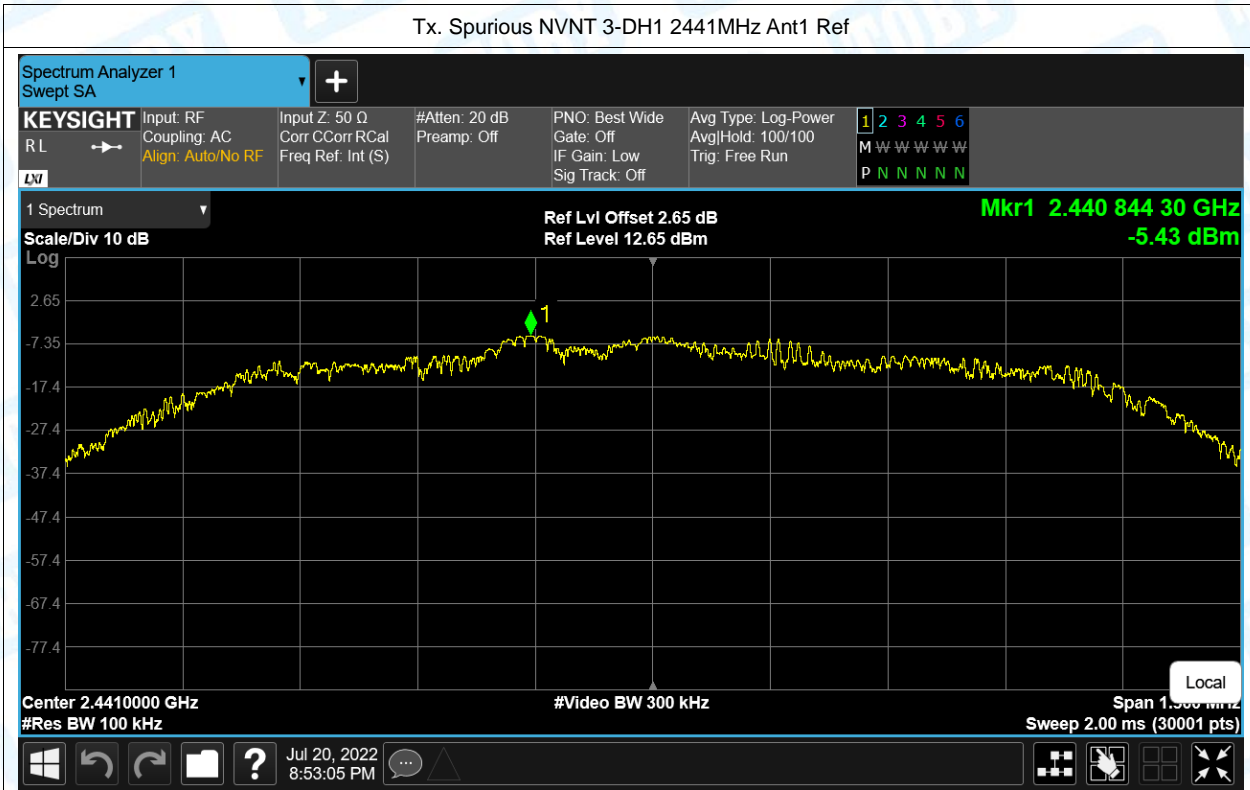 Tx. Spurious NVNT 3-DH1 2441MHz Ant1 Ref
Spectrum Analyzer 1
Swept SA
KEYSIGHT
RL
LXI
Input: RF
Coupling: AC
Align: Auto/No RF
Input Z: 50 Ω
Corr CCorr RCal
Freq Ref: Int (S)
#Atten: 20 dB
Preamp: Off
PNO: Best Wide
Gate: Off
IF Gain: Low
Sig Track: Off
Avg Type: Log-Power
Avg|Hold: 100/100
Trig: Free Run
1 2 3 4 5 6
M W W W W W
P N N N N N
1 Spectrum
Scale/Div 10 dB
Ref Lvl Offset 2.65 dB
Ref Level 12.65 dBm
Mkr1 2.440 844 30 GHz
-5.43 dBm
Log
2.65
-7.35
-17.4
-27.4
-37.4
-47.4
-57.4
-67.4
-77.4
1
Local
Center 2.4410000 GHz
#Video BW 300 kHz
Span
#Res BW 100 kHz
Sweep 2.00 ms (30001 pts)
?
Jul 20, 2022
8:53:05 PM